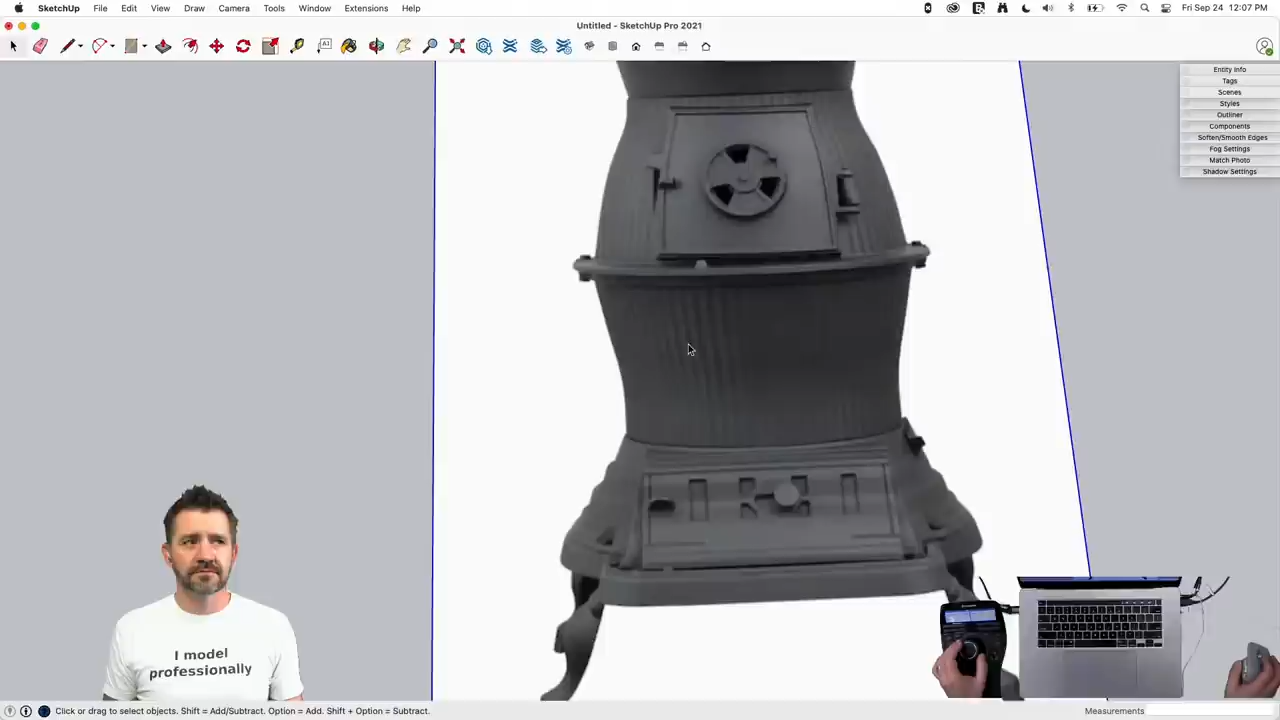 SketchUp File Edit View Draw Camera Tools Window Extensions Help Fri Sep 24 12:07 PM
Untitled - SketchUp Pro 2021
Entity Info
Tags
Scenes
Styles
Outliner
Components
Soften/Smooth Edges
Fog Settings
Match Photo
Shadow Settings
I model
professionally
Click or drag to select objects. Shift = Add/Subtract. Option = Add. Shift + Option = Subtract. Measurements